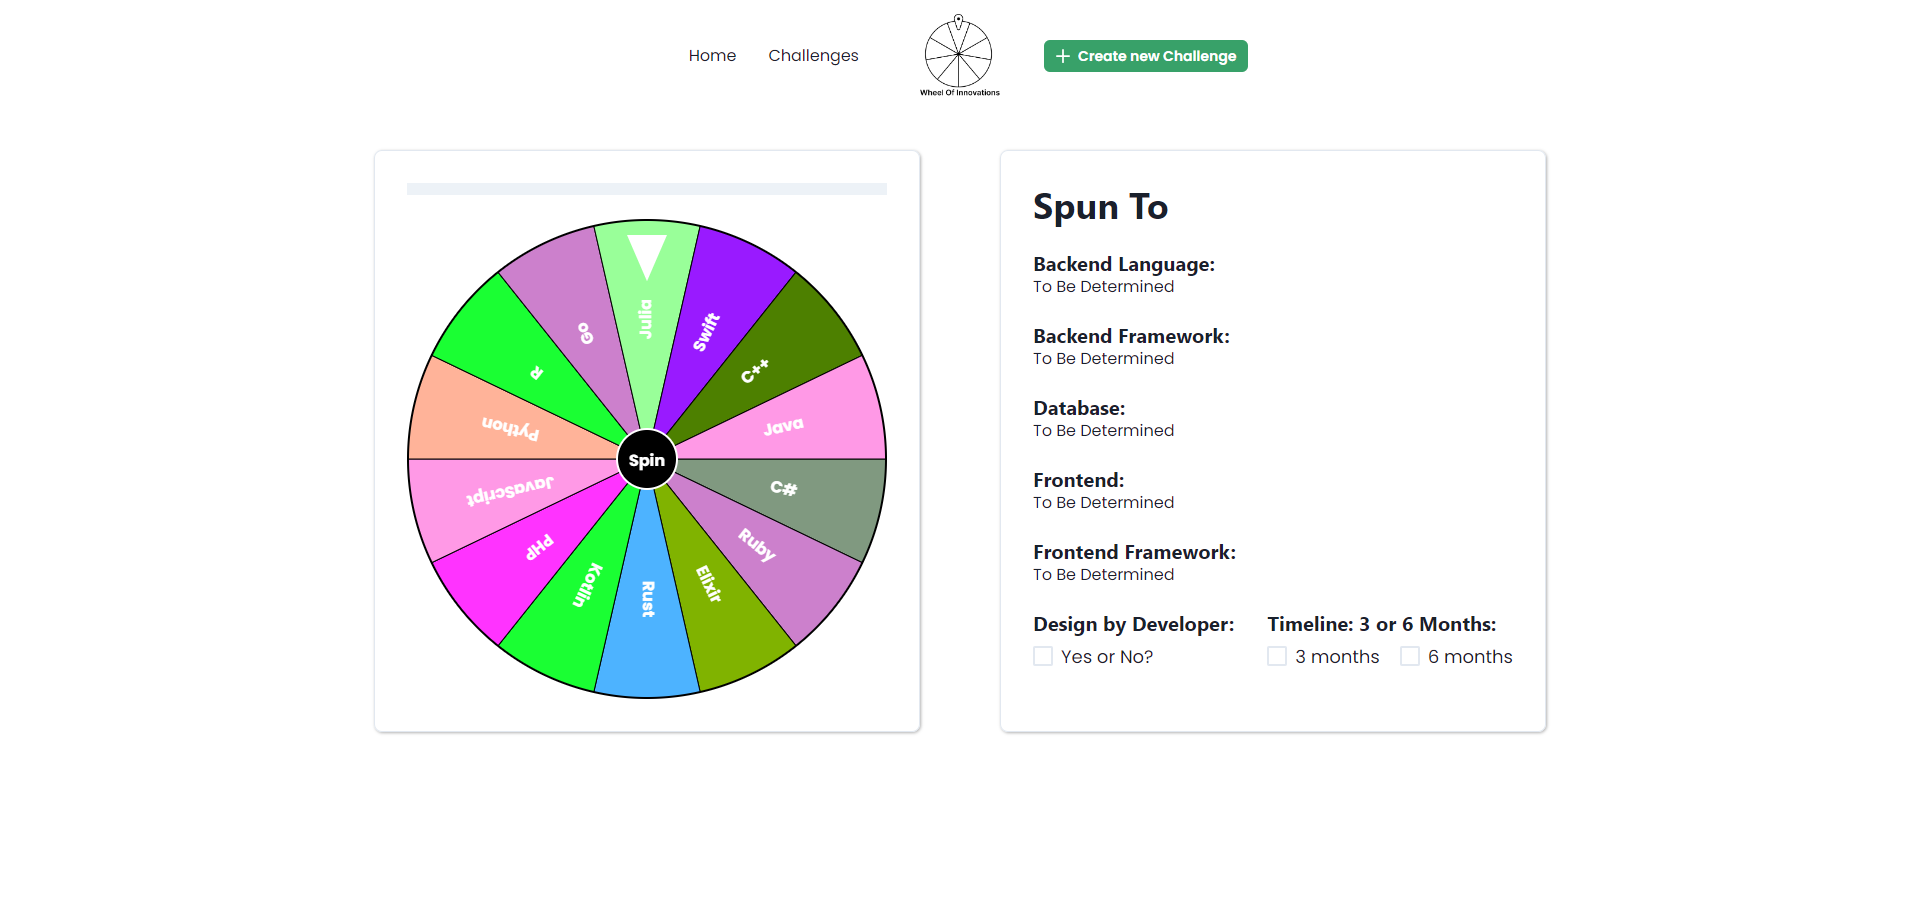 Home
Challenges
Wheel Of Innovations
Create new Challenge
Julia
Swift
C++
Java
C#
Ruby
Elixir
Rust
Kotlin
PHP
JavaScript
Python
R
Go
Spin
Spun To
Backend Language:
To Be Determined
Backend Framework:
To Be Determined
Database:
To Be Determined
Frontend:
To Be Determined
Frontend Framework:
To Be Determined
Design by Developer:
Yes or No?
Timeline: 3 or 6 Months:
3 months
6 months